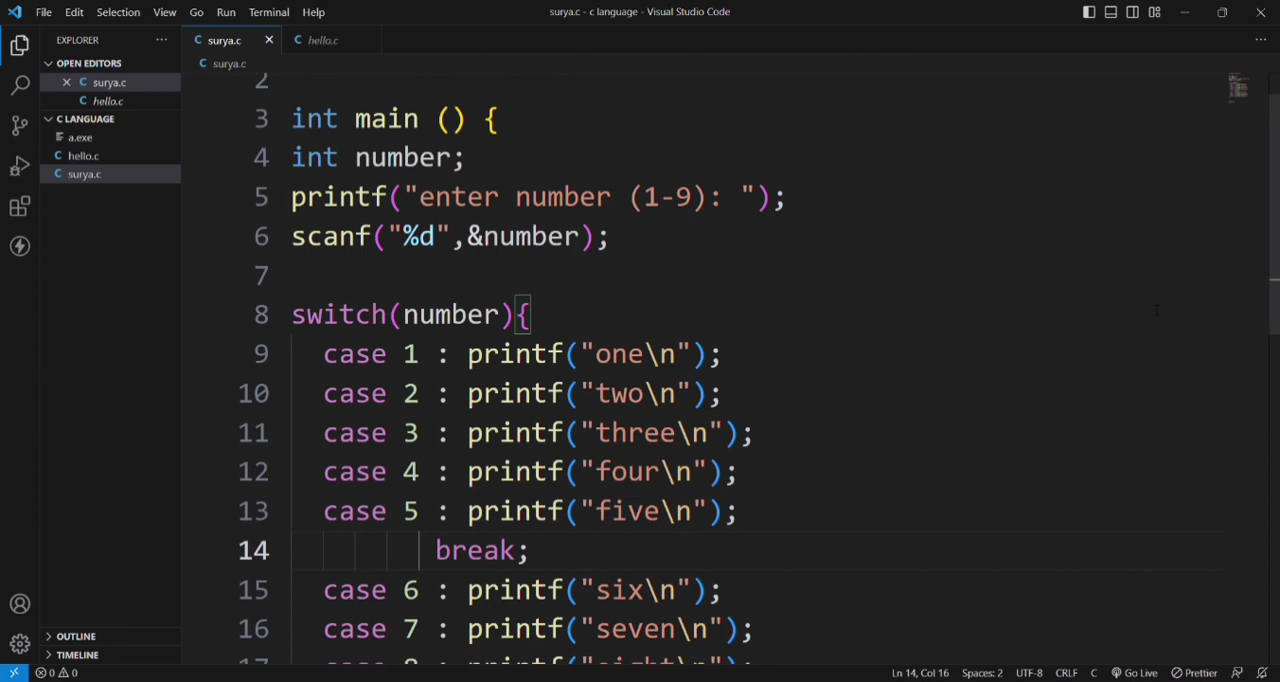 File Edit Selection View Go Run Terminal Help
surya.c - c language - Visual Studio Code
EXPLORER
OPEN EDITORS
surya.c
hello.c
C LANGUAGE
a.exe
hello.c
surya.c
OUTLINE
TIMELINE
C surya.c
C hello.c
C surya.c
2
3 int main () {
4 int number;
5 printf("enter number (1-9): ");
6 scanf("%d",&number);
7
8 switch(number){
9 case 1 : printf("one\n");
10 case 2 : printf("two\n");
11 case 3 : printf("three\n");
12 case 4 : printf("four\n");
13 case 5 : printf("five\n");
14 break;
15 case 6 : printf("six\n");
16 case 7 : printf("seven\n");
17 case 8 : printf("eight\n");
0 0 Ln 14, Col 16 Spaces: 2 UTF-8 CRLF C Go Live Prettier